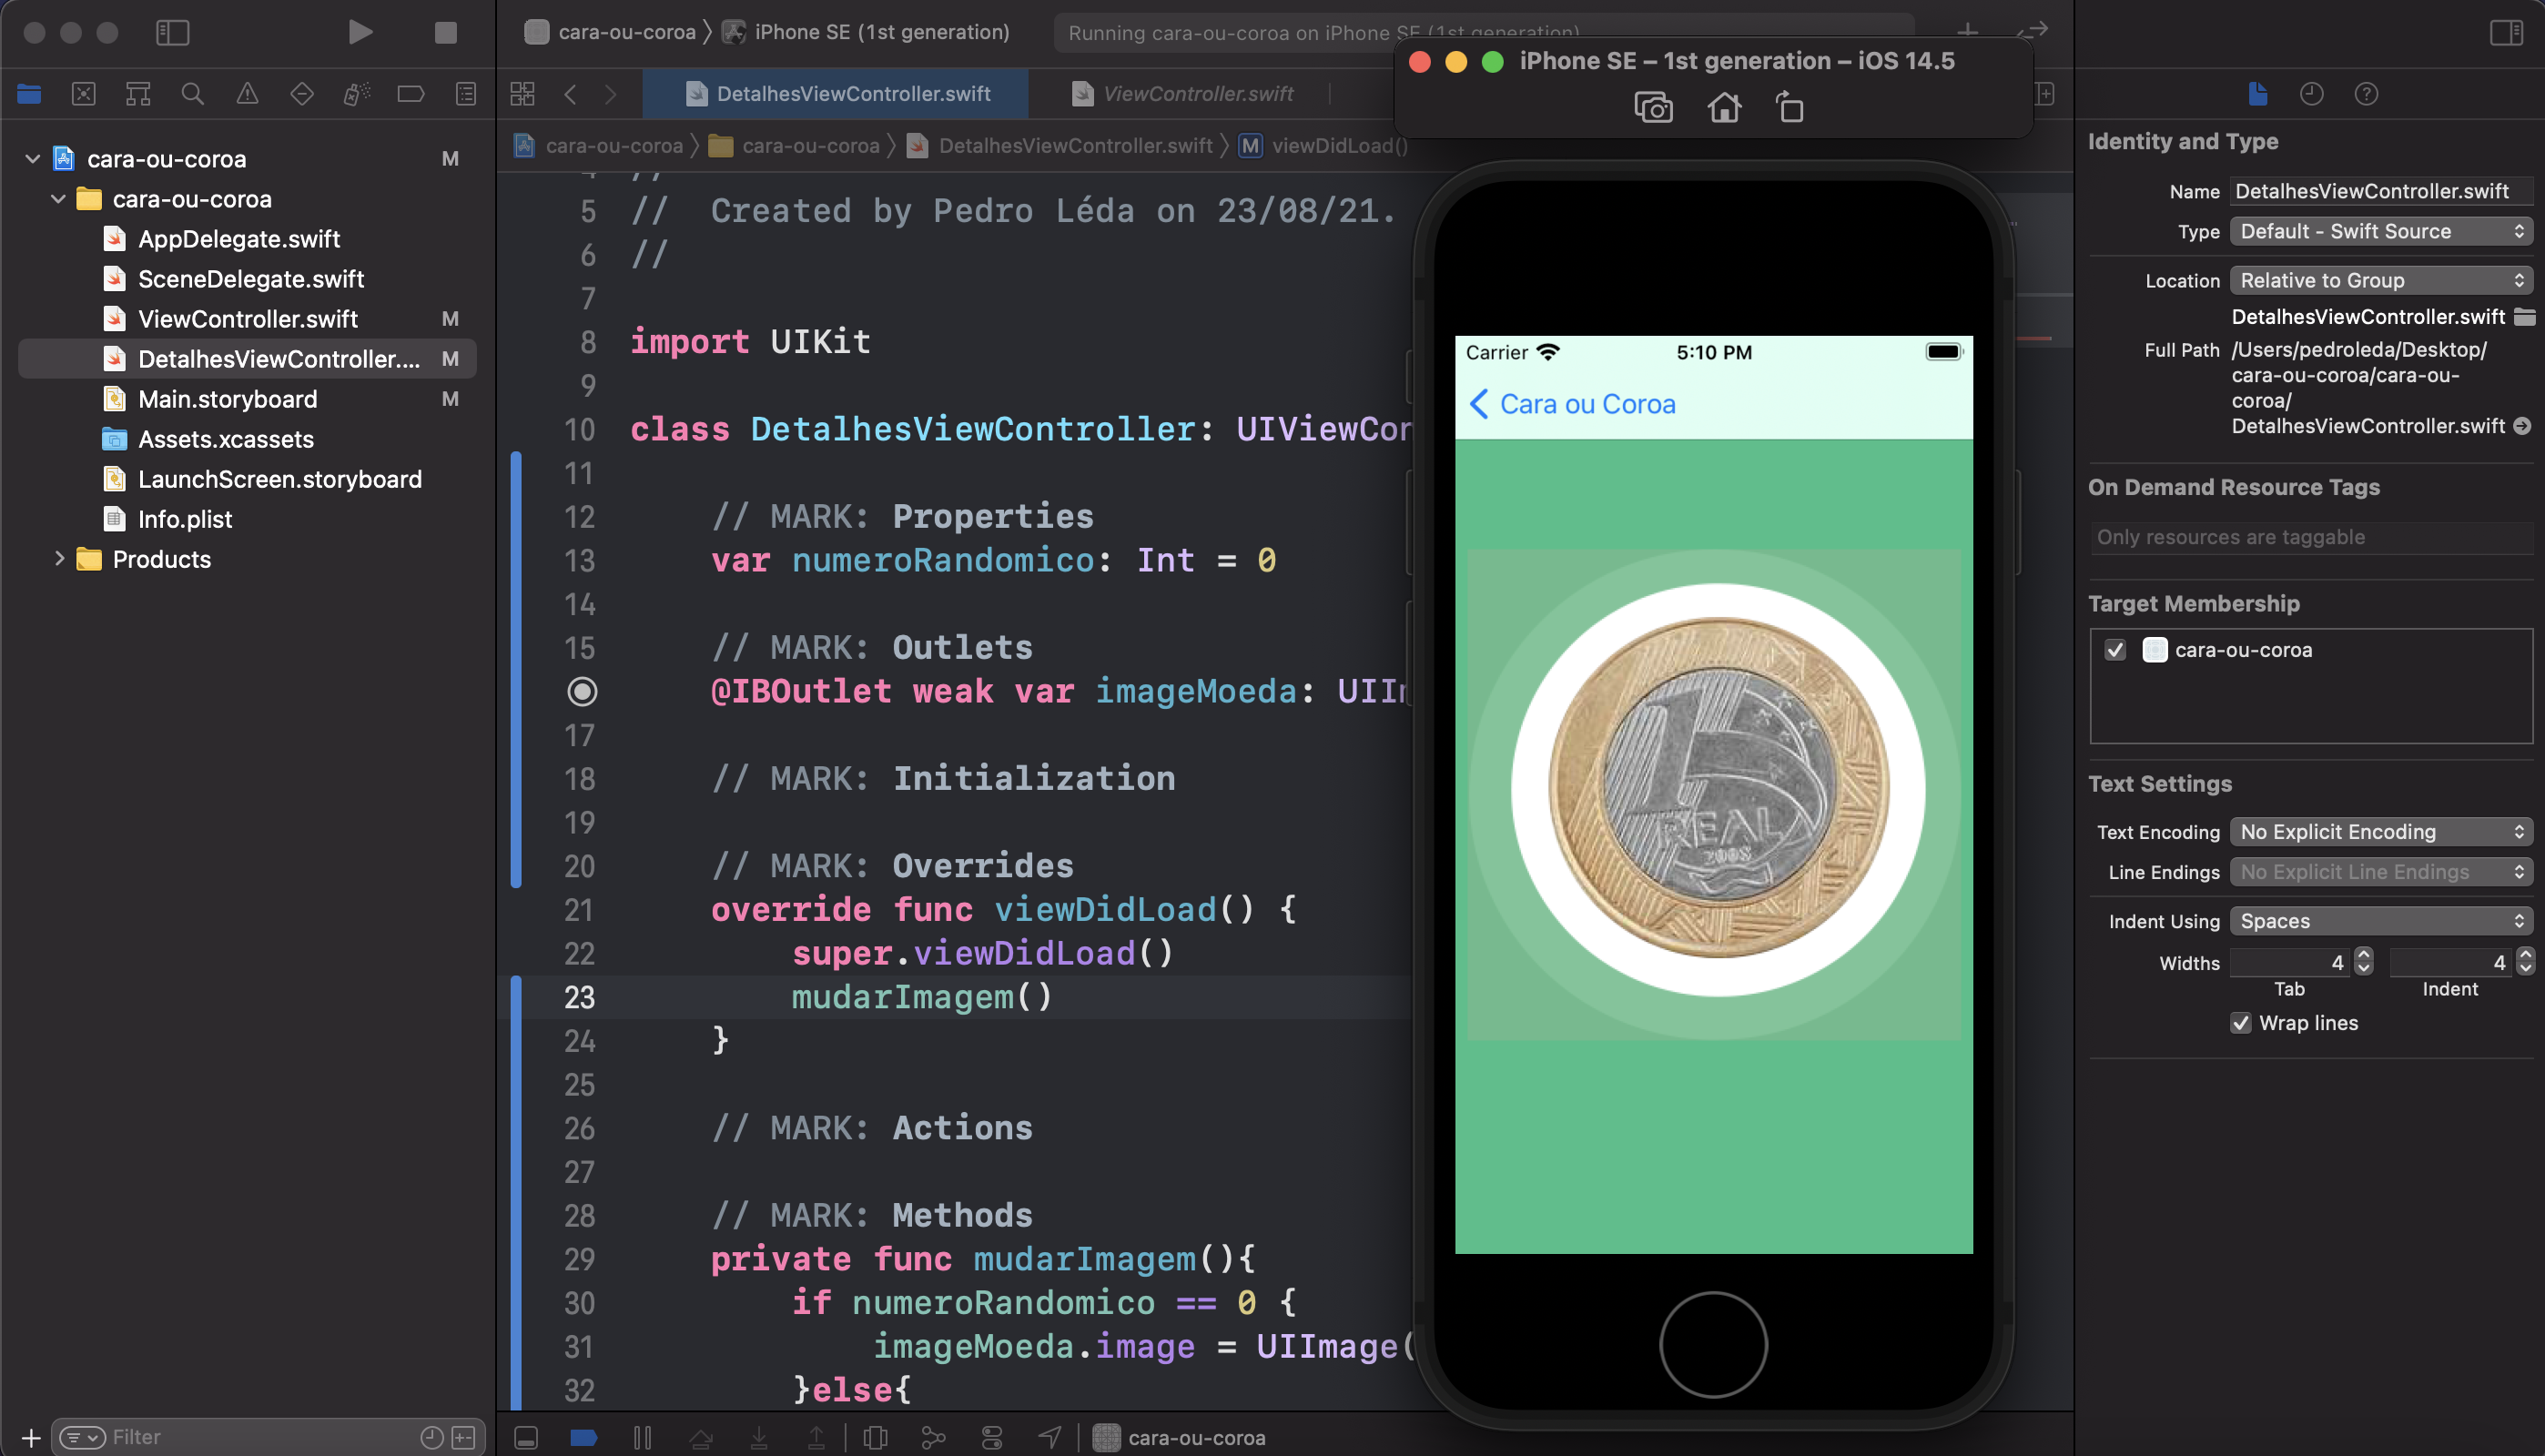 cara-ou-coroa
iPhone SE (1st generation)
Running cara-ou-coroa on iPhone SE (1st generation)
cara-ou-coroa M
cara-ou-coroa
AppDelegate.swift
SceneDelegate.swift
ViewController.swift M
DetalhesViewController.... M
Main.storyboard M
Assets.xcassets
LaunchScreen.storyboard
Info.plist
Products
Filter
DetalhesViewController.swift
ViewController.swift
cara-ou-coroa
cara-ou-coroa
DetalhesViewController.swift
M viewDidLoad()
4 //
5 // Created by Pedro Léda on 23/08/21.
6 //
7
8 import UIKit
9
10 class DetalhesViewController: UIViewCor
11
12 // MARK: Properties
13 var numeroRandomico: Int = 0
14
15 // MARK: Outlets
@IBOutlet weak var imageMoeda: UIIm
17
18 // MARK: Initialization
19
20 // MARK: Overrides
21 override func viewDidLoad() {
22 super.viewDidLoad()
23 mudarImagem()
24 }
25
26 // MARK: Actions
27
28 // MARK: Methods
29 private func mudarImagem(){
30 if numeroRandomico == 0 {
31 imageMoeda.image = UIImage(
32 }else{
cara-ou-coroa
iPhone SE – 1st generation – iOS 14.5
Carrier 5:10 PM
Cara ou Coroa
1
REAL
2008
Identity and Type
Name DetalhesViewController.swift
Type Default - Swift Source
Location Relative to Group
DetalhesViewController.swift
Full Path /Users/pedroleda/Desktop/
cara-ou-coroa/cara-ou-
coroa/
DetalhesViewController.swift
On Demand Resource Tags
Only resources are taggable
Target Membership
cara-ou-coroa
Text Settings
Text Encoding No Explicit Encoding
Line Endings No Explicit Line Endings
Indent Using Spaces
Widths 4 4
Tab Indent
Wrap lines